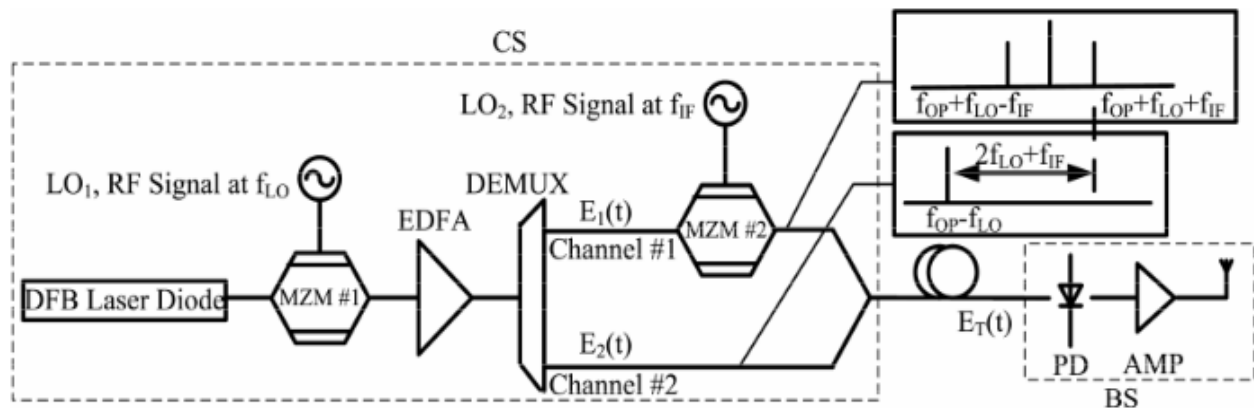 CS
LO₂, RF Signal at f_IF
f_OP+f_LO-f_IF
f_OP+f_LO+f_IF
LO₁, RF Signal at f_LO
DEMUX
2f_LO+f_IF
EDFA
E₁(t)
MZM #2
f_OP-f_LO
Channel #1
DFB Laser Diode
MZM #1
E₂(t)
E_T(t)
Channel #2
PD
AMP
BS